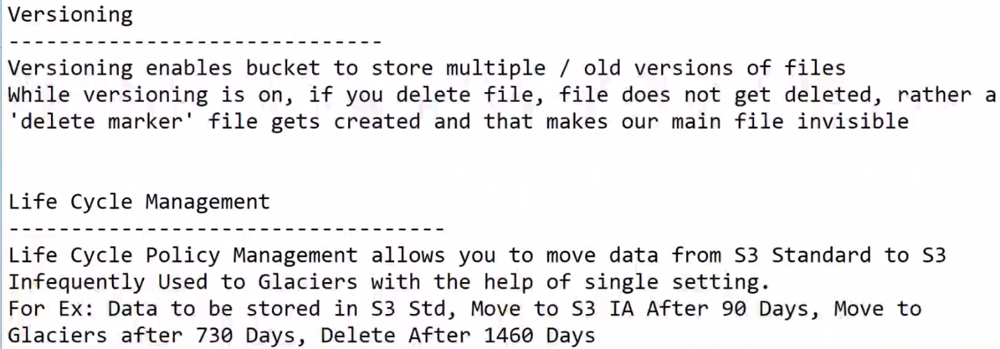 Versioning
------------------------------
Versioning enables bucket to store multiple / old versions of files
While versioning is on, if you delete file, file does not get deleted, rather a
'delete marker' file gets created and that makes our main file invisible
Life Cycle Management
-----------------------------------
Life Cycle Policy Management allows you to move data from S3 Standard to S3
Infequently Used to Glaciers with the help of single setting.
For Ex: Data to be stored in S3 Std, Move to S3 IA After 90 Days, Move to
Glaciers after 730 Days, Delete After 1460 Days